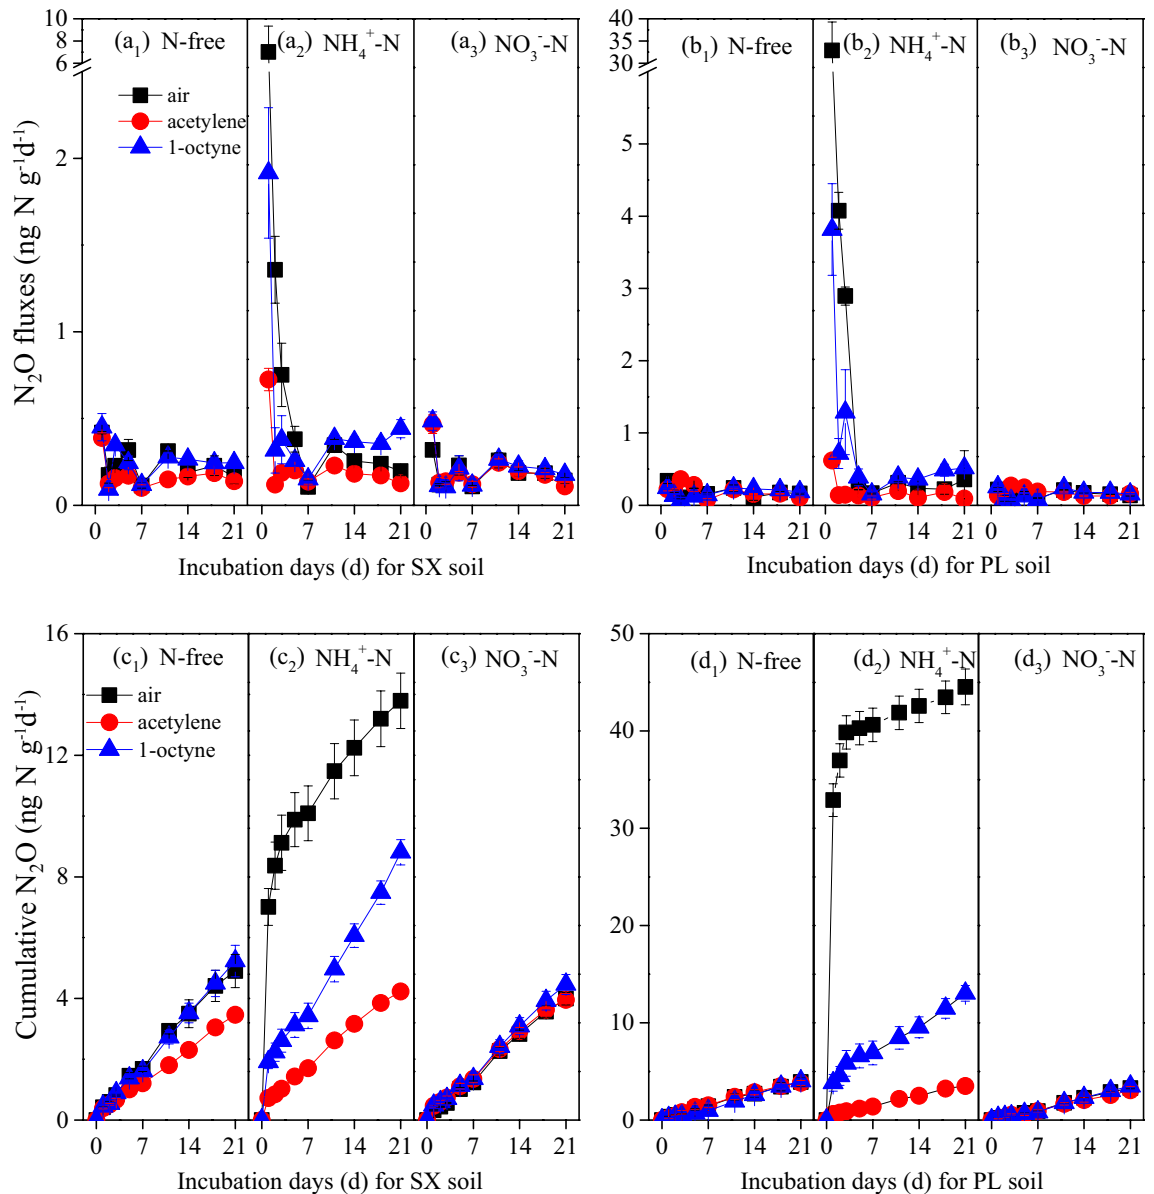 (a₁) N-free
(a₂) NH₄⁺-N
(a₃) NO₃⁻-N
10
8
6
2
1
0
air
acetylene
1-octyne
N₂O fluxes (ng N g⁻¹d⁻¹)
0 7 14 21 0 7 14 21 0 7 14 21
Incubation days (d) for SX soil
(b₁) N-free
(b₂) NH₄⁺-N
(b₃) NO₃⁻-N
40
35
30
5
4
3
2
1
0
0 7 14 21 0 7 14 21 0 7 14 21
Incubation days (d) for PL soil
(c₁) N-free
(c₂) NH₄⁺-N
(c₃) NO₃⁻-N
16
12
8
4
0
air
acetylene
1-octyne
Cumulative N₂O (ng N g⁻¹d⁻¹)
0 7 14 21 0 7 14 21 0 7 14 21
Incubation days (d) for SX soil
(d₁) N-free
(d₂) NH₄⁺-N
(d₃) NO₃⁻-N
50
40
30
20
10
0
0 7 14 21 0 7 14 21 0 7 14 21
Incubation days (d) for PL soil